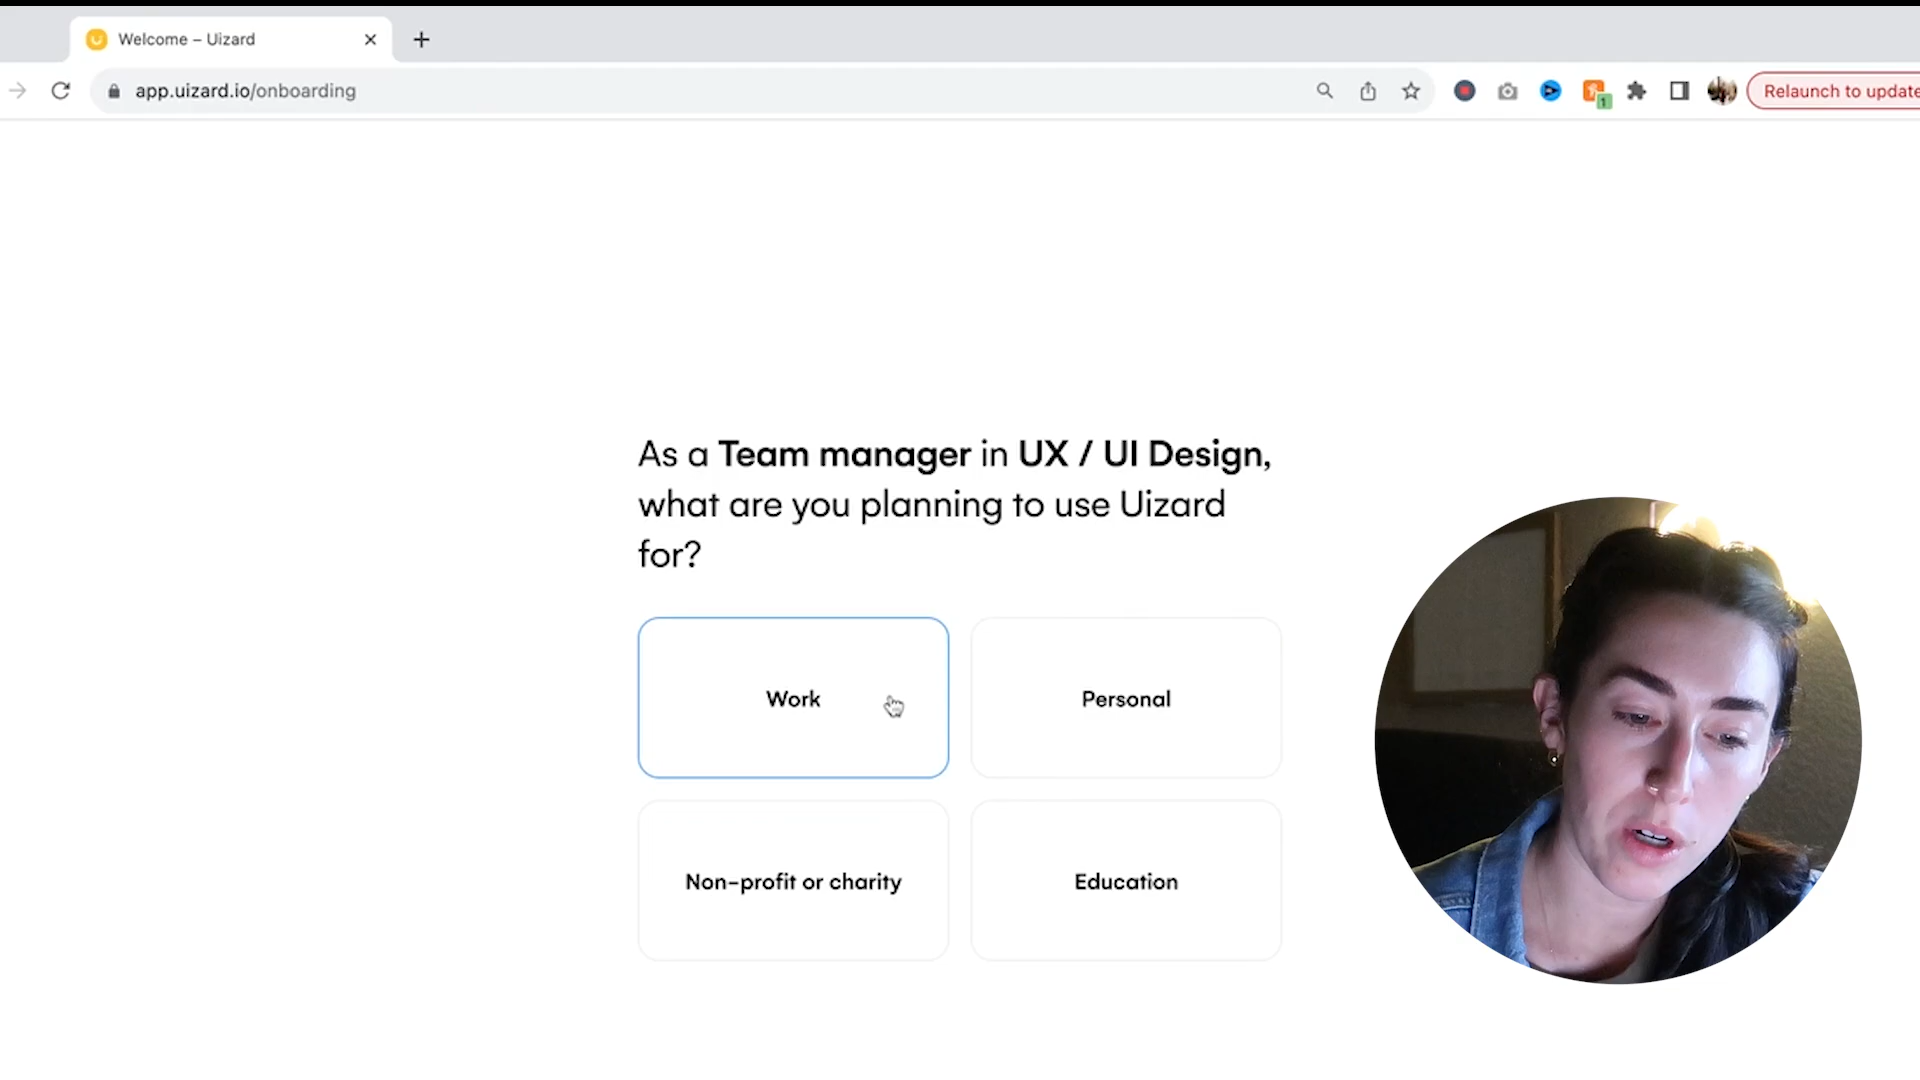 Welcome – Uizard
app.uizard.io/onboarding
1
Relaunch to update
As a Team manager in UX / UI Design,
what are you planning to use Uizard
for?
Work
Personal
Non-profit or charity
Education